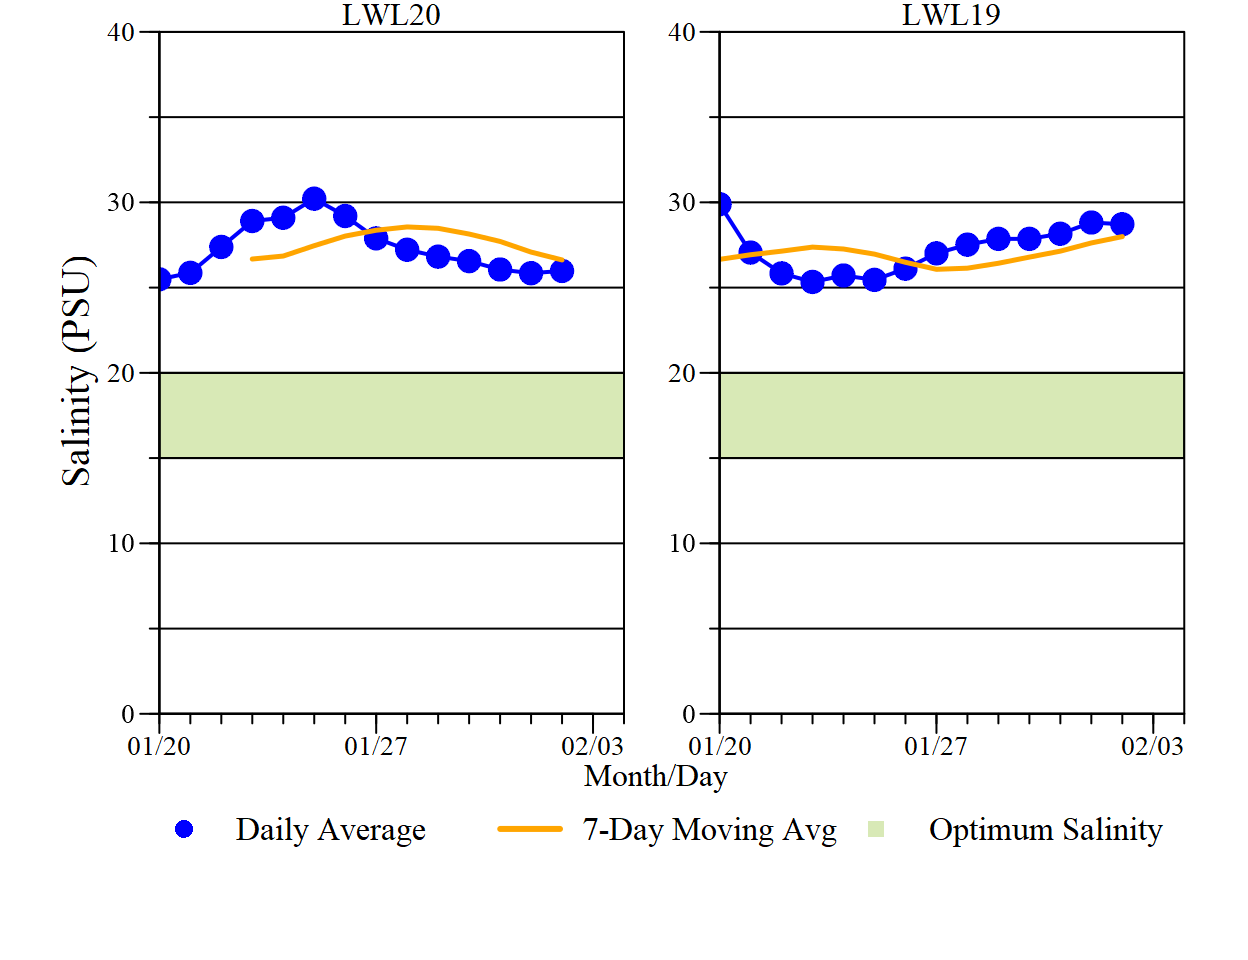 LWL20 LWL19
40 40
30 30
20 20
10 10
0 0
Salinity (PSU)
01/20 01/27 02/03 01/20 01/27 02/03
Month/Day
Daily Average 7-Day Moving Avg Optimum Salinity